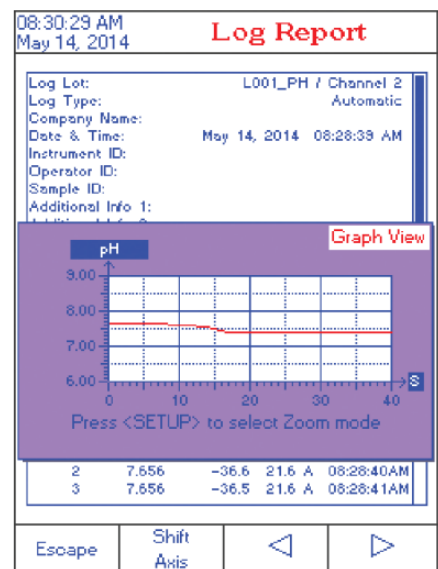 08:30:29 AM
May 14, 2014
Log Report
Log Lot: L001_PH / Channel 2
Log Type: Automatic
Company Name:
Date & Time: May 14, 2014 08:28:39 AM
Instrument ID:
Operator ID:
Sample ID:
Additional Info 1:
Graph View
pH
9.00
8.00
7.00
6.00
0 10 20 30 40 S
Press <SETUP> to select Zoom mode
2 7.656 -36.6 21.6 A 08:28:40AM
3 7.656 -36.5 21.6 A 08:28:41AM
Escape Shift Axis